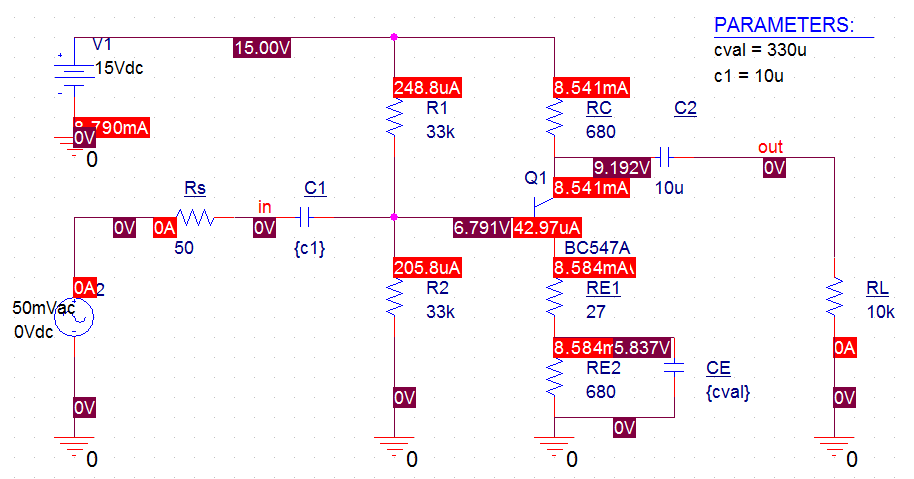 PARAMETERS:
cval = 330u
c1 = 10u
V1
15Vdc
15.00V
8.790mA
0V
0
248.8uA
R1
33k
8.541mA
RC
680
C2
10u
out
0V
9.192V
8.541mA
Q1
Rs
50
in
C1
{c1}
0V
0A
0V
6.791V
42.97uA
BC547A
8.584mA
RE1
27
205.8uA
R2
33k
0A
2
50mVac
0Vdc
RL
10k
8.584m
5.837V
RE2
680
CE
{cval}
0A
0V
0V
0V
0V
0
0
0
0